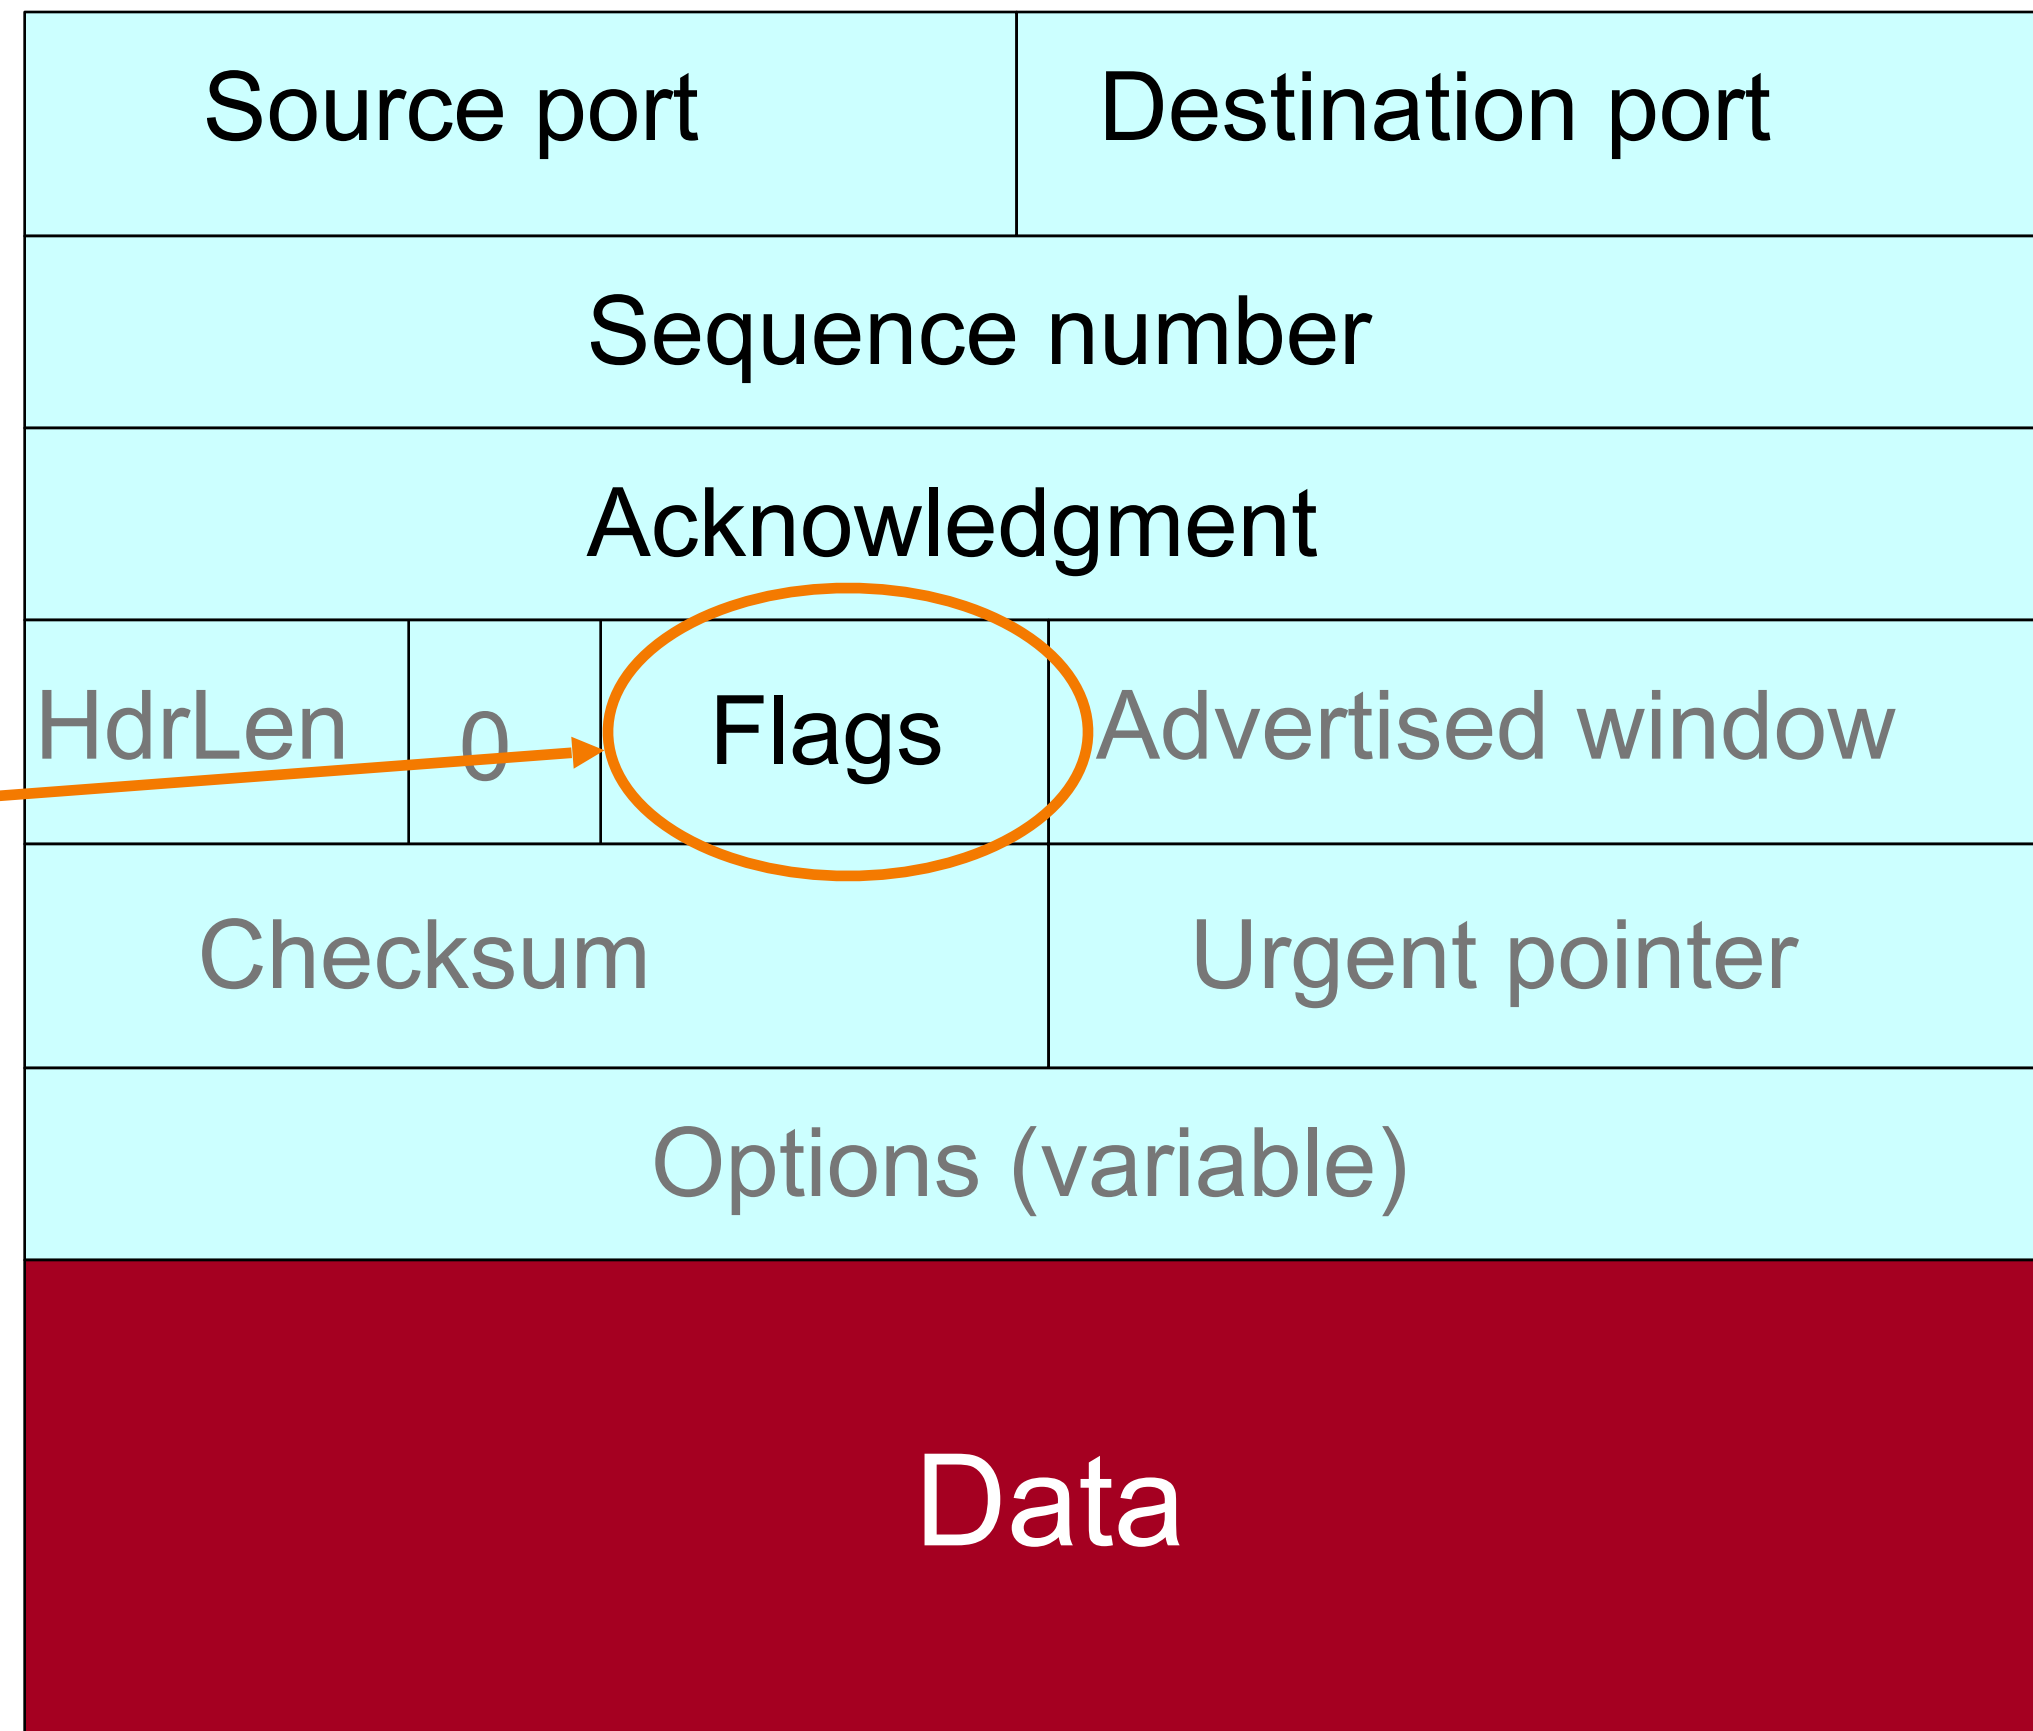 Source port Destination port
Sequence number
Acknowledgment
HdrLen 0 Flags Advertised window
Checksum Urgent pointer
Options (variable)
Data